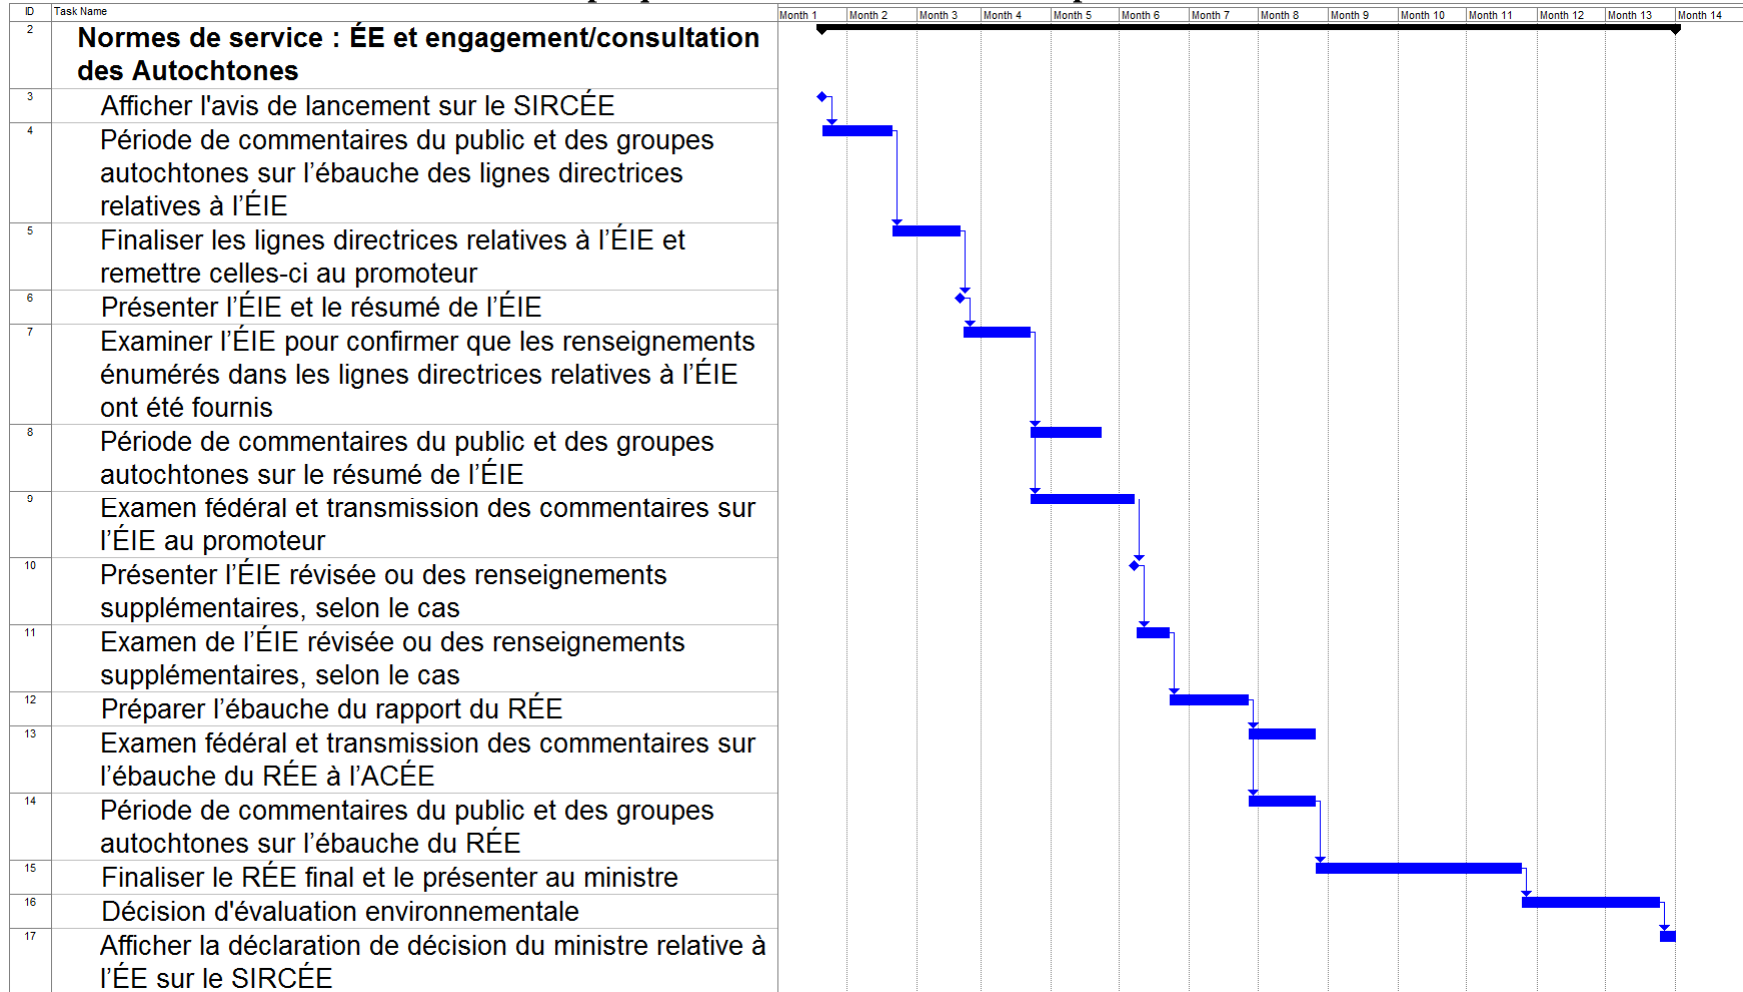 ID Task Name Month 1 Month 2 Month 3 Month 4 Month 5 Month 6 Month 7 Month 8 Month 9 Month 10 Month 11 Month 12 Month 13 Month 14
2 Normes de service : ÉE et engagement/consultation
des Autochtones
3 Afficher l'avis de lancement sur le SIRCÉE
4 Période de commentaires du public et des groupes
autochtones sur l’ébauche des lignes directrices
relatives à l’ÉIE
5 Finaliser les lignes directrices relatives à l’ÉIE et
remettre celles-ci au promoteur
6 Présenter l’ÉIE et le résumé de l’ÉIE
7 Examiner l’ÉIE pour confirmer que les renseignements
énumérés dans les lignes directrices relatives à l’ÉIE
ont été fournis
8 Période de commentaires du public et des groupes
autochtones sur le résumé de l’ÉIE
9 Examen fédéral et transmission des commentaires sur
l’ÉIE au promoteur
10 Présenter l’ÉIE révisée ou des renseignements
supplémentaires, selon le cas
11 Examen de l’ÉIE révisée ou des renseignements
supplémentaires, selon le cas
12 Préparer l’ébauche du rapport du RÉE
13 Examen fédéral et transmission des commentaires sur
l’ébauche du RÉE à l’ACÉE
14 Période de commentaires du public et des groupes
autochtones sur l’ébauche du RÉE
15 Finaliser le RÉE final et le présenter au ministre
16 Décision d'évaluation environnementale
17 Afficher la déclaration de décision du ministre relative à
l’ÉE sur le SIRCÉE